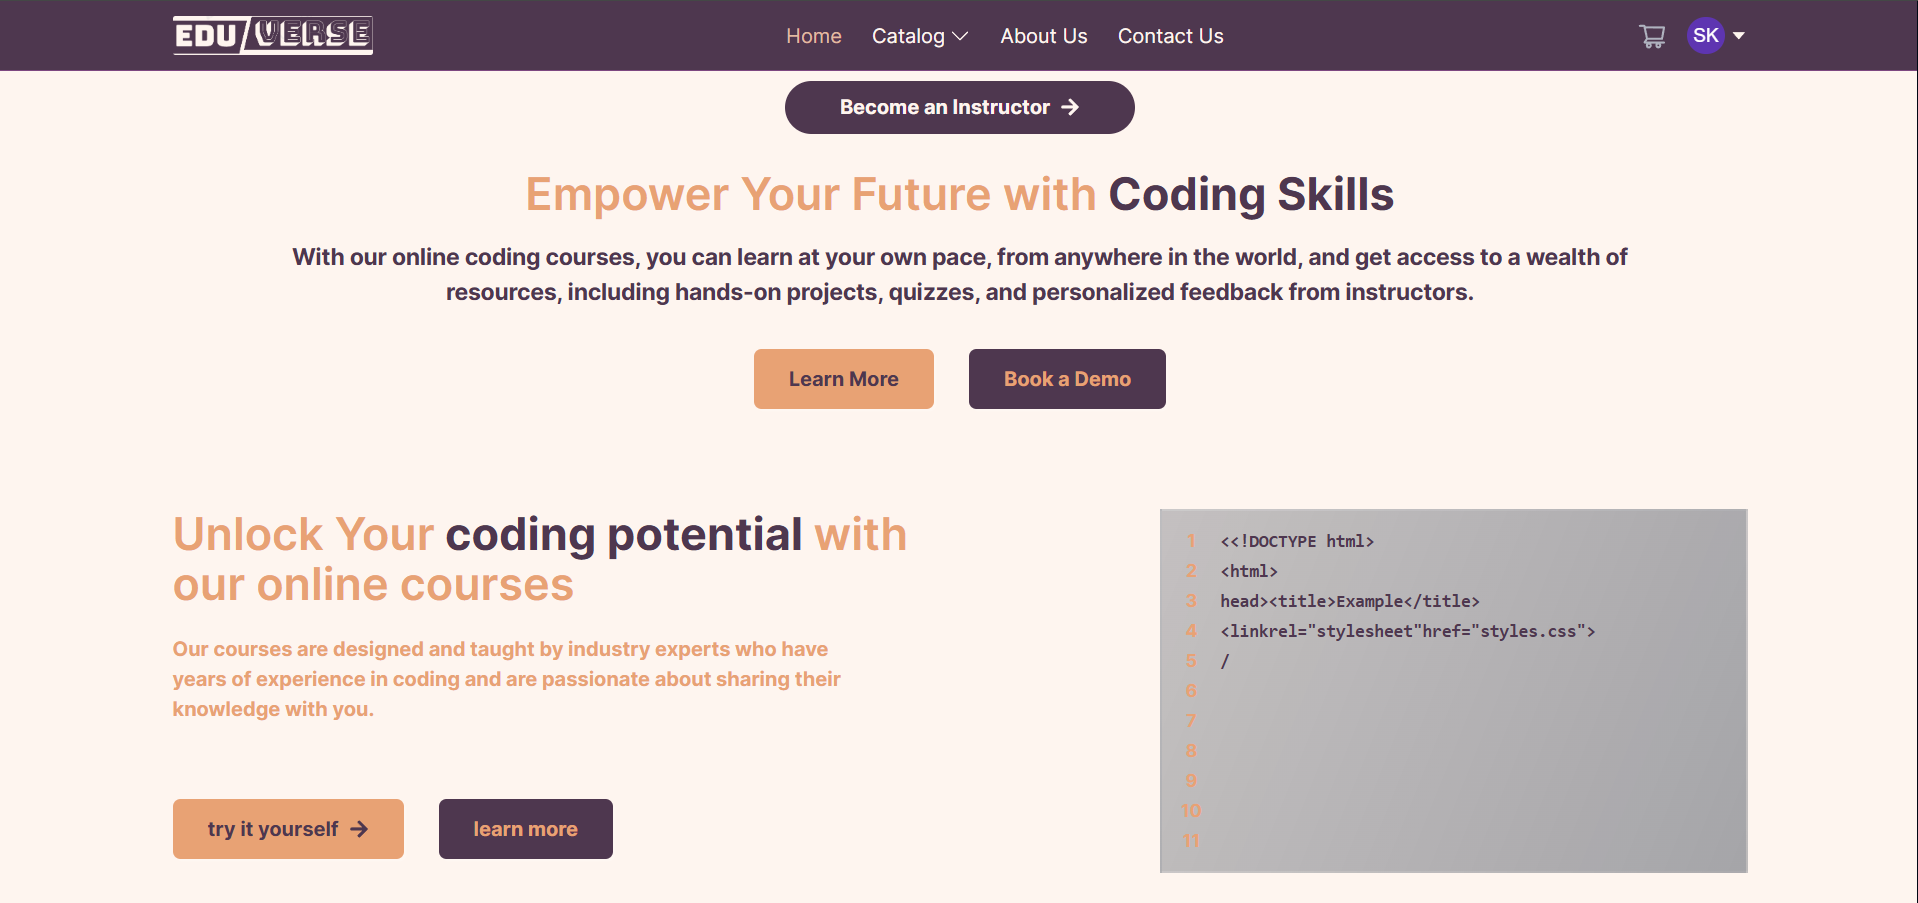 EDU VERSE
Home Catalog About Us Contact Us SK
Become an Instructor →
Empower Your Future with Coding Skills
With our online coding courses, you can learn at your own pace, from anywhere in the world, and get access to a wealth of
resources, including hands-on projects, quizzes, and personalized feedback from instructors.
Learn More Book a Demo
Unlock Your coding potential with
our online courses
Our courses are designed and taught by industry experts who have
years of experience in coding and are passionate about sharing their
knowledge with you.
try it yourself → learn more
1 <<!DOCTYPE html>
2 <html>
3 head><title>Example</title>
4 <linkrel="stylesheet"href="styles.css">
5 /
6
7
8
9
10
11